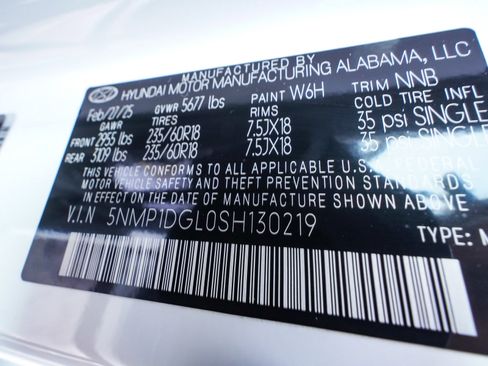 MANUFACTURED BY
HYUNDAI MOTOR MANUFACTURING ALABAMA, LLC
Feb/27/25 GVWR 5677 lbs PAINT W6H TRIM NNB
GAWR TIRES RIMS COLD TIRE INFL
FRONT 2955 lbs 235/60R18 7.5JX18 35 psi SINGLE
REAR 3109 lbs 235/60R18 7.5JX18 35 psi SINGLE
THIS VEHICLE CONFORMS TO ALL APPLICABLE U.S.A. FEDERAL
MOTOR VEHICLE SAFETY AND THEFT PREVENTION
IN EFFECT ON THE DATE OF MANUFACTURE SHOWN ABOVE
V.I.N 5NMP1DGL0SH130219
TYPE: M